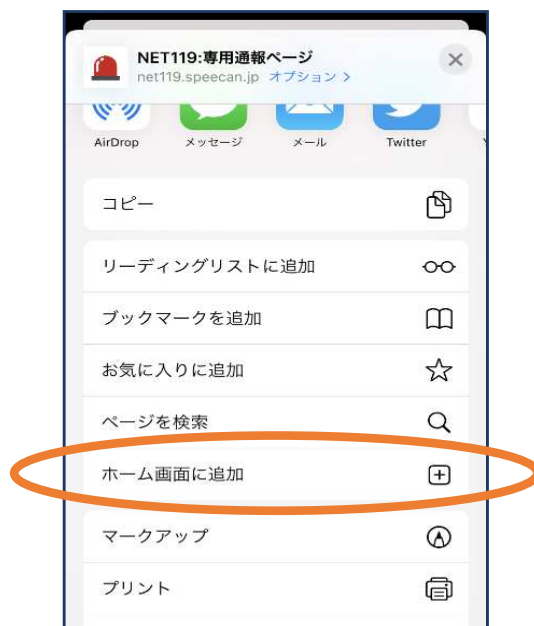 NET119:専用通報ページ
net119.speecan.jp オプション >
AirDrop メッセージ メール Twitter
コピー
リーディングリストに追加
ブックマークを追加
お気に入りに追加
ページを検索
ホーム画面に追加
マークアップ
プリント